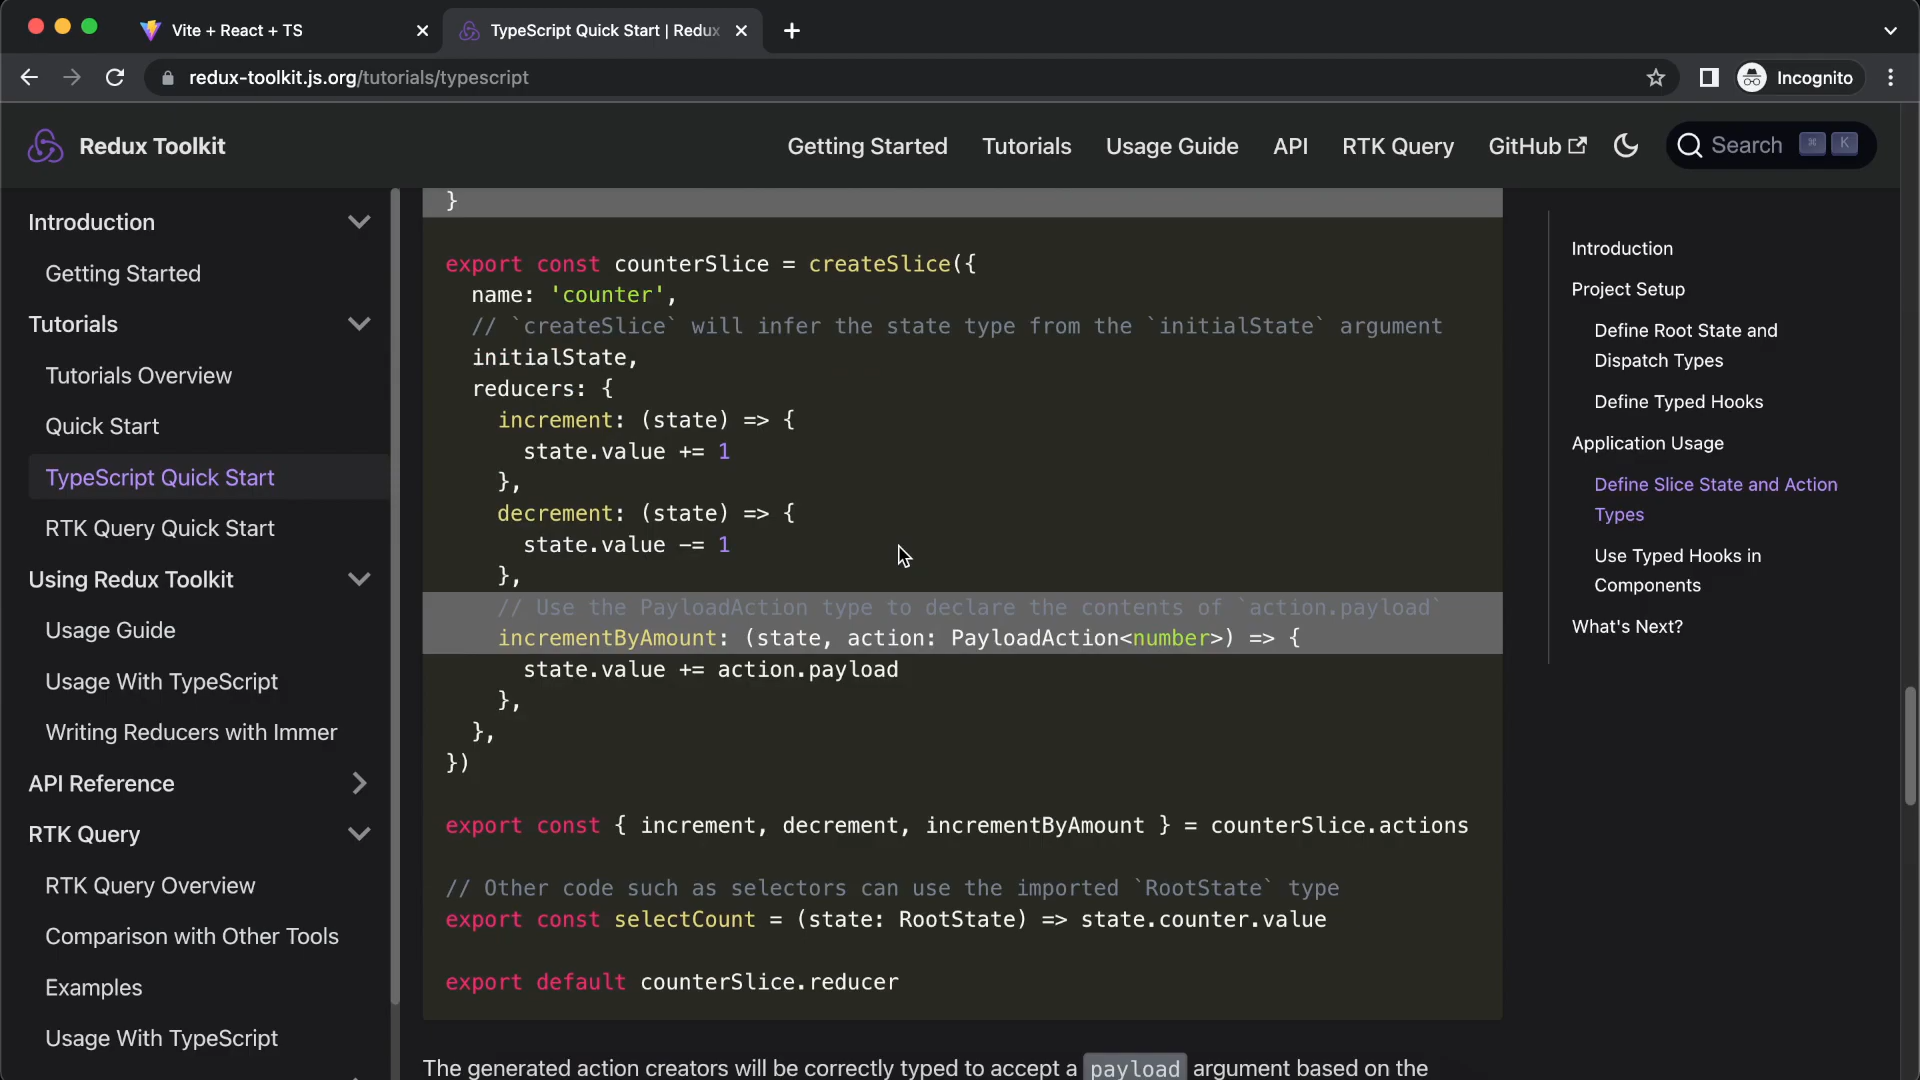 Vite + React + TS
TypeScript Quick Start | Redux
redux-toolkit.js.org/tutorials/typescript
Incognito
Redux Toolkit
Getting Started
Tutorials
Usage Guide
API
RTK Query
GitHub
Search ⌘ K
Introduction
Getting Started
Tutorials
Tutorials Overview
Quick Start
TypeScript Quick Start
RTK Query Quick Start
Using Redux Toolkit
Usage Guide
Usage With TypeScript
Writing Reducers with Immer
API Reference
RTK Query
RTK Query Overview
Comparison with Other Tools
Examples
Usage With TypeScript
}
export const counterSlice = createSlice({
name: 'counter',
// `createSlice` will infer the state type from the `initialState` argument
initialState,
reducers: {
increment: (state) => {
state.value += 1
},
decrement: (state) => {
state.value -= 1
},
// Use the PayloadAction type to declare the contents of `action.payload`
incrementByAmount: (state, action: PayloadAction<number>) => {
state.value += action.payload
},
},
})
export const { increment, decrement, incrementByAmount } = counterSlice.actions
// Other code such as selectors can use the imported `RootState` type
export const selectCount = (state: RootState) => state.counter.value
export default counterSlice.reducer
The generated action creators will be correctly typed to accept a payload argument based on the
Introduction
Project Setup
Define Root State and
Dispatch Types
Define Typed Hooks
Application Usage
Define Slice State and Action
Types
Use Typed Hooks in
Components
What's Next?